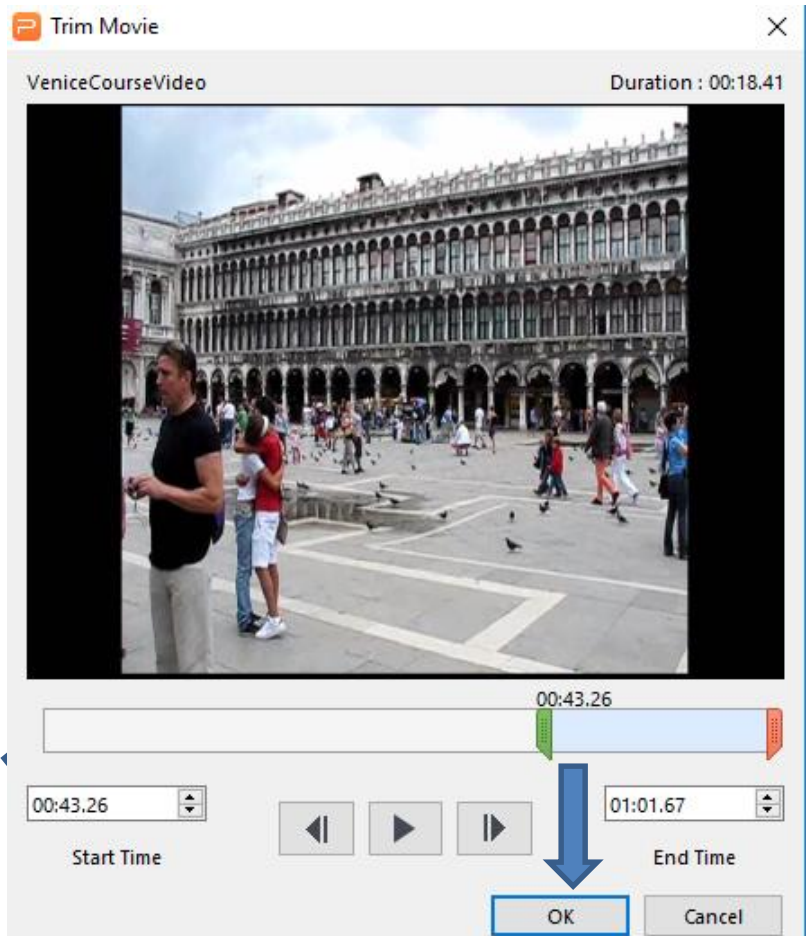 Trim Movie
VeniceCourseVideo Duration : 00:18.41
00:43.26
00:43.26 01:01.67
Start Time End Time
OK Cancel